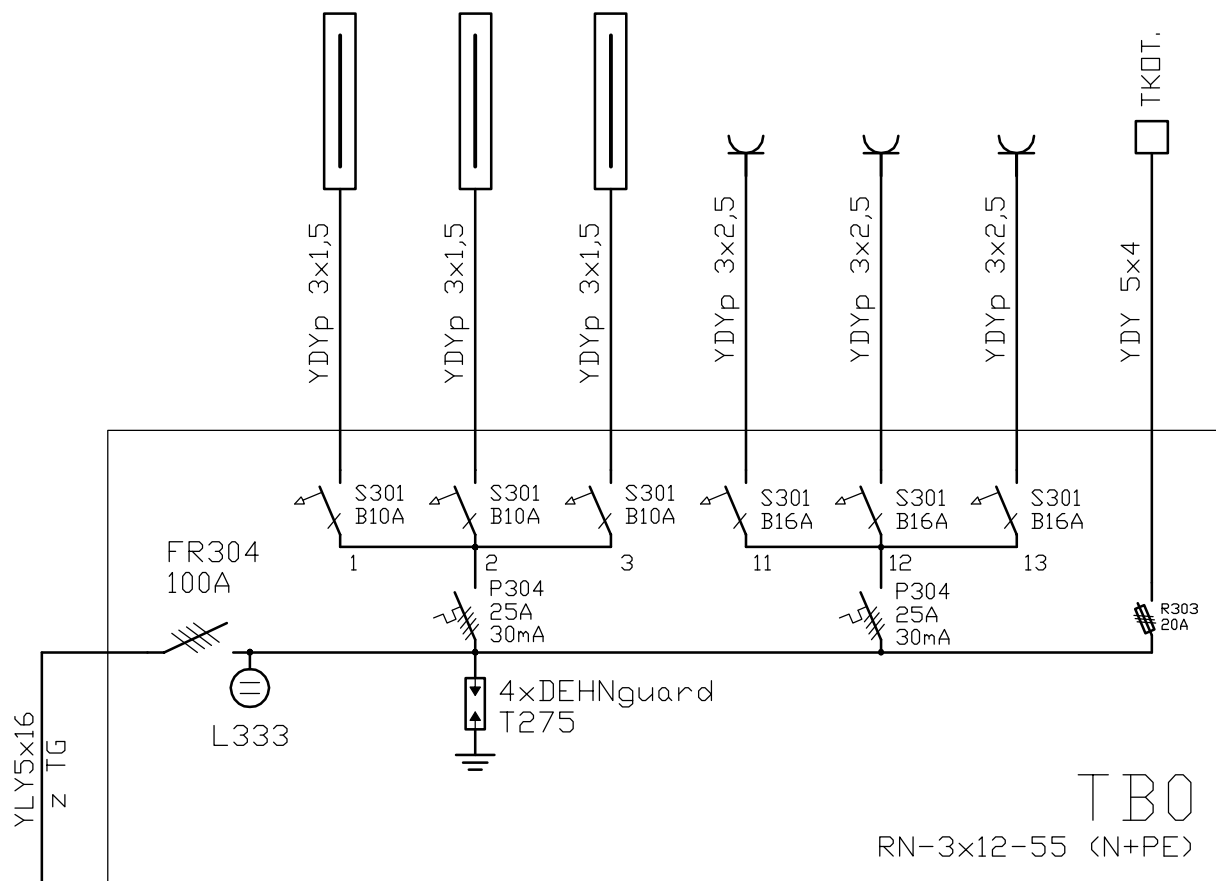 TKOT.
YDYp 3x1,5
YDYp 3x1,5
YDYp 3x1,5
YDYp 3x2,5
YDYp 3x2,5
YDYp 3x2,5
YDY 5x4
S301
B10A
S301
B10A
S301
B10A
S301
B16A
S301
B16A
S301
B16A
1
2
3
11
12
13
FR304
100A
P304
25A
30mA
P304
25A
30mA
R303
20A
L333
4xDEHNguard
T275
YLY5x16
z TG
TBO
RN-3x12-55 (N+PE)